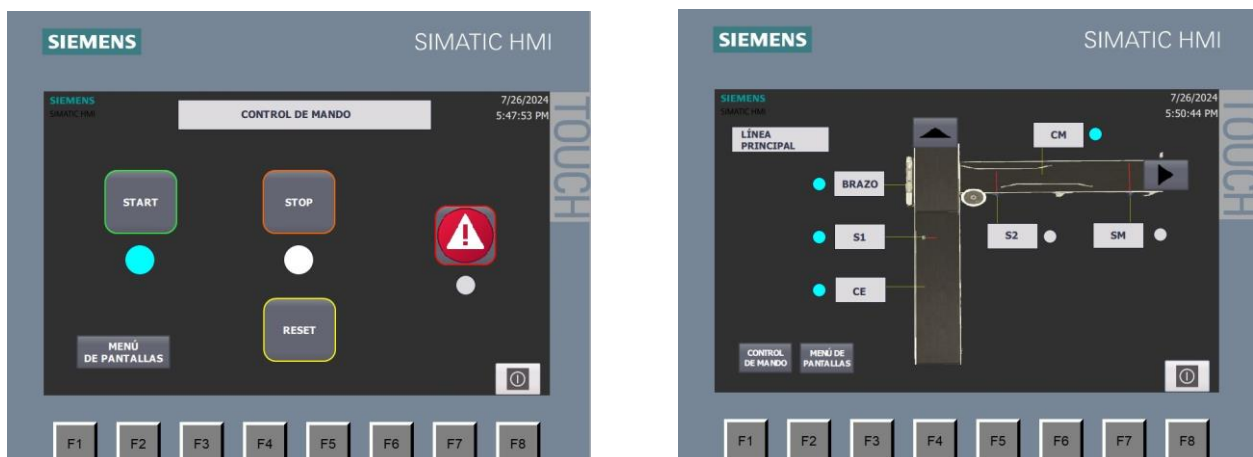 SIEMENS
SIMATIC HMI
SIEMENS
SIMATIC HMI
CONTROL DE MANDO
7/26/2024
5:47:53 PM
TOUCH
START
STOP
RESET
MENÚ
DE PANTALLAS
F1
F2
F3
F4
F5
F6
F7
F8
SIEMENS
SIMATIC HMI
SIEMENS
SIMATIC HMI
7/26/2024
5:50:44 PM
TOUCH
LÍNEA
PRINCIPAL
CM
BRAZO
S1
S2
SM
CE
CONTROL
DE MANDO
MENÚ DE
PANTALLAS
F1
F2
F3
F4
F5
F6
F7
F8